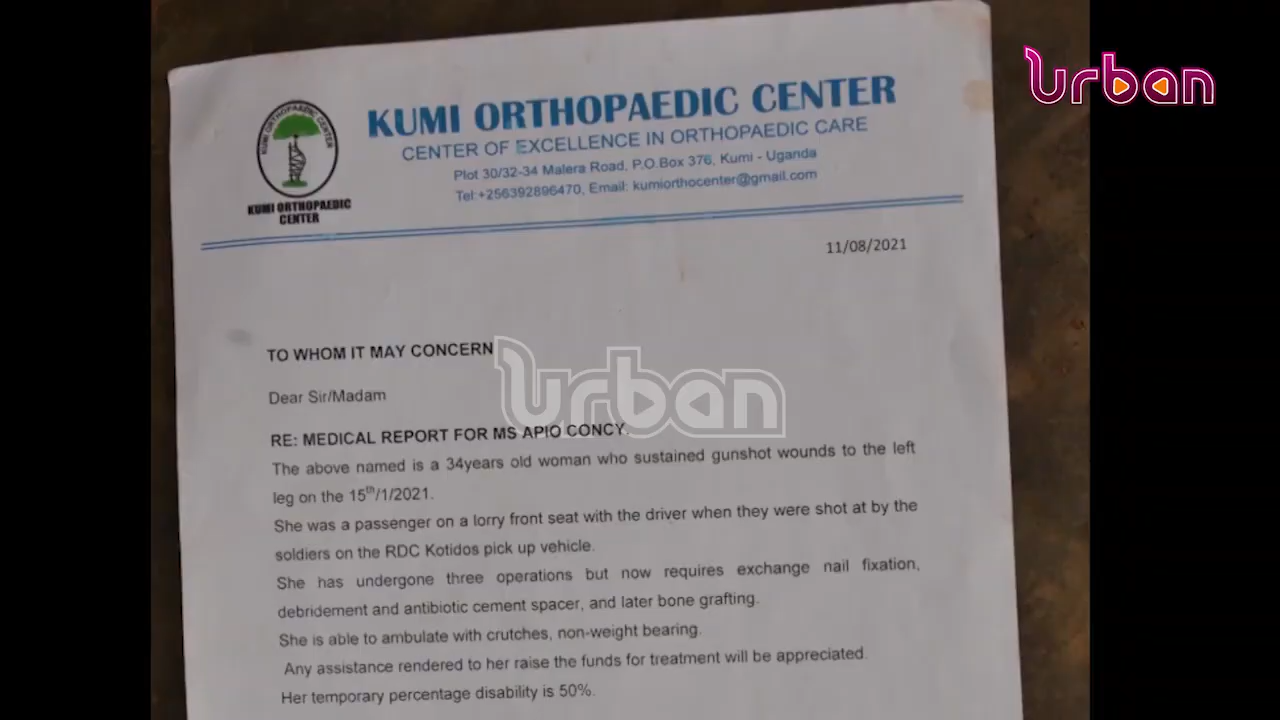 Urban
KUMI ORTHOPAEDIC CENTER
KUMI ORTHOPAEDIC
CENTER
KUMI ORTHOPAEDIC CENTER
CENTER OF EXCELLENCE IN ORTHOPAEDIC CARE
Plot 30/32-34 Malera Road, P.O.Box 376, Kumi - Uganda
Tel:+256392896470, Email: kumiorthocenter@gmail.com
11/08/2021
TO WHOM IT MAY CONCERN
Urban
Dear Sir/Madam
RE: MEDICAL REPORT FOR MS APIO CONCY.
The above named is a 34years old woman who sustained gunshot wounds to the left
leg on the 15th/1/2021.
She was a passenger on a lorry front seat with the driver when they were shot at by the
soldiers on the RDC Kotidos pick up vehicle.
She has undergone three operations but now requires exchange nail fixation,
debridement and antibiotic cement spacer, and later bone grafting.
She is able to ambulate with crutches, non-weight bearing.
Any assistance rendered to her raise the funds for treatment will be appreciated.
Her temporary percentage disability is 50%.